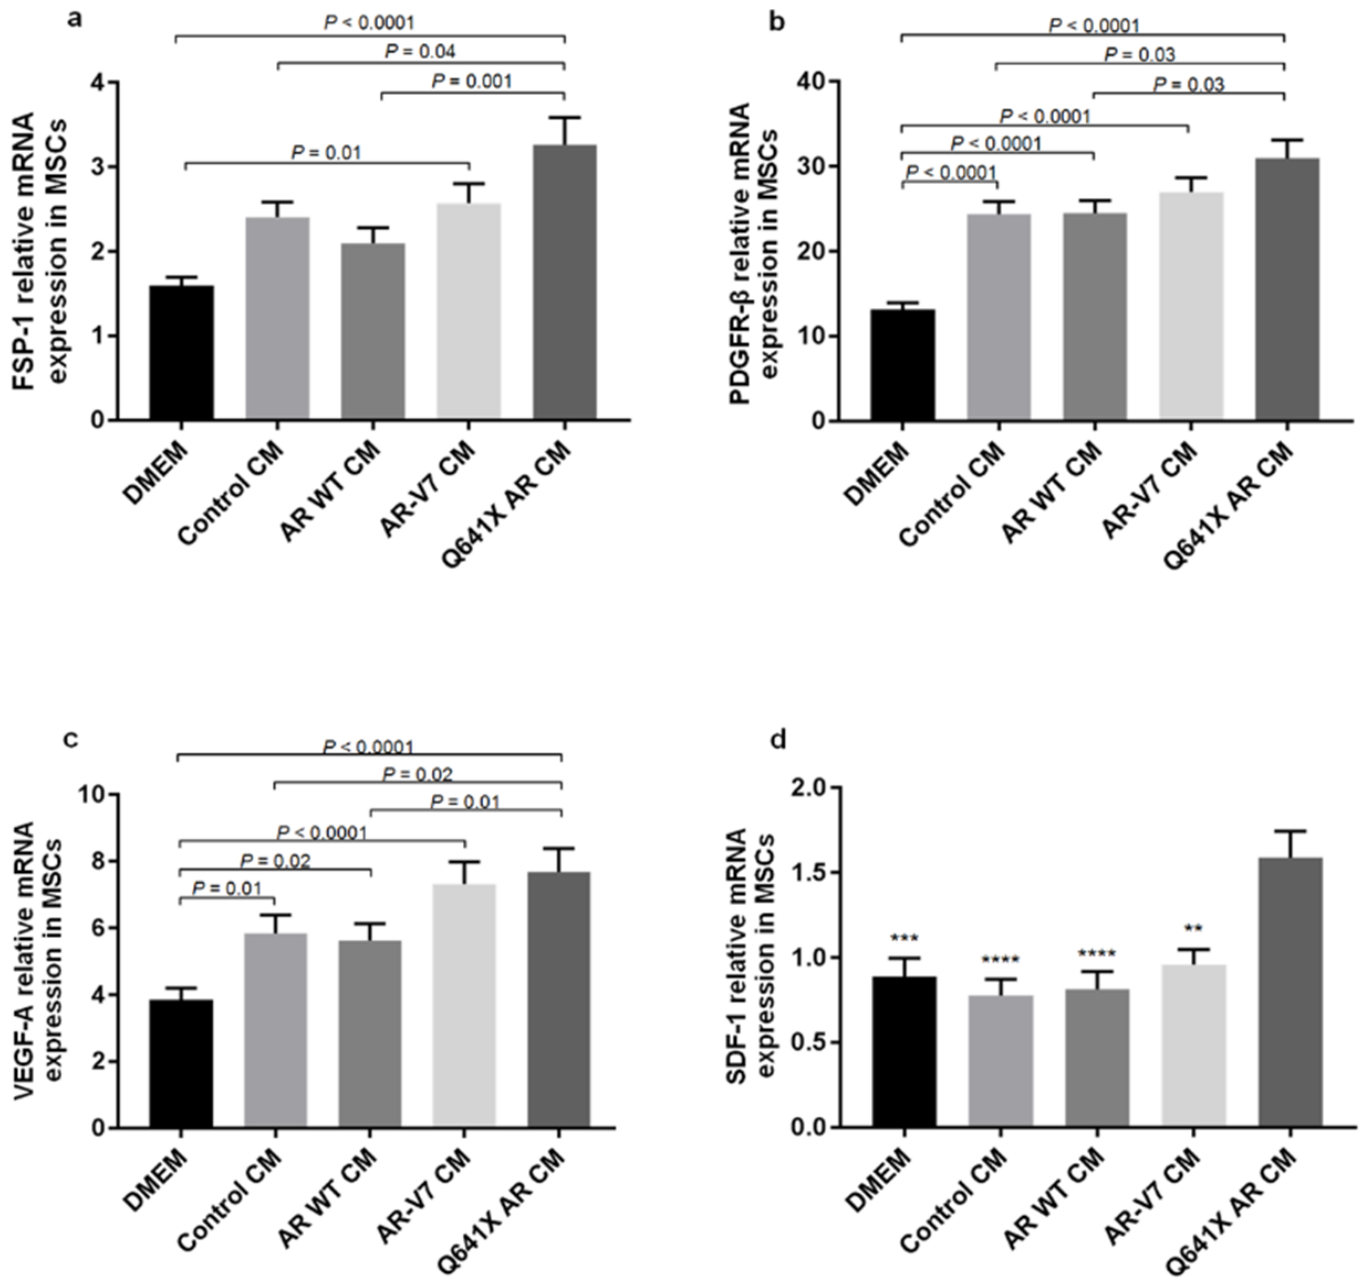 a
P < 0.0001
P = 0.04
P = 0.001
P = 0.01
FSP-1 relative mRNA
expression in MSCs
4
3
2
1
0
DMEM
Control CM
AR WT CM
AR-V7 CM
Q641X AR CM
b
P < 0.0001
P = 0.03
P = 0.03
P < 0.0001
P < 0.0001
P < 0.0001
PDGFR-β relative mRNA
expression in MSCs
40
30
20
10
0
DMEM
Control CM
AR WT CM
AR-V7 CM
Q641X AR CM
c
P < 0.0001
P = 0.02
P = 0.01
P < 0.0001
P = 0.02
P = 0.01
VEGF-A relative mRNA
expression in MSCs
10
8
6
4
2
0
DMEM
Control CM
AR WT CM
AR-V7 CM
Q641X AR CM
d
SDF-1 relative mRNA
expression in MSCs
2.0
1.5
1.0
0.5
0.0
***
****
****
**
DMEM
Control CM
AR WT CM
AR-V7 CM
Q641X AR CM